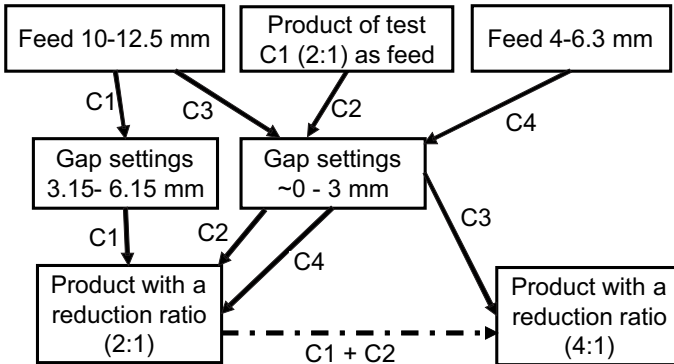 Feed 10-12.5 mm
Product of test
C1 (2:1) as feed
Feed 4-6.3 mm
C1
C3
C2
C4
Gap settings
3.15- 6.15 mm
Gap settings
~0 - 3 mm
C1
C2
C4
C3
Product with a
reduction ratio
(2:1)
C1 + C2
Product with a
reduction ratio
(4:1)